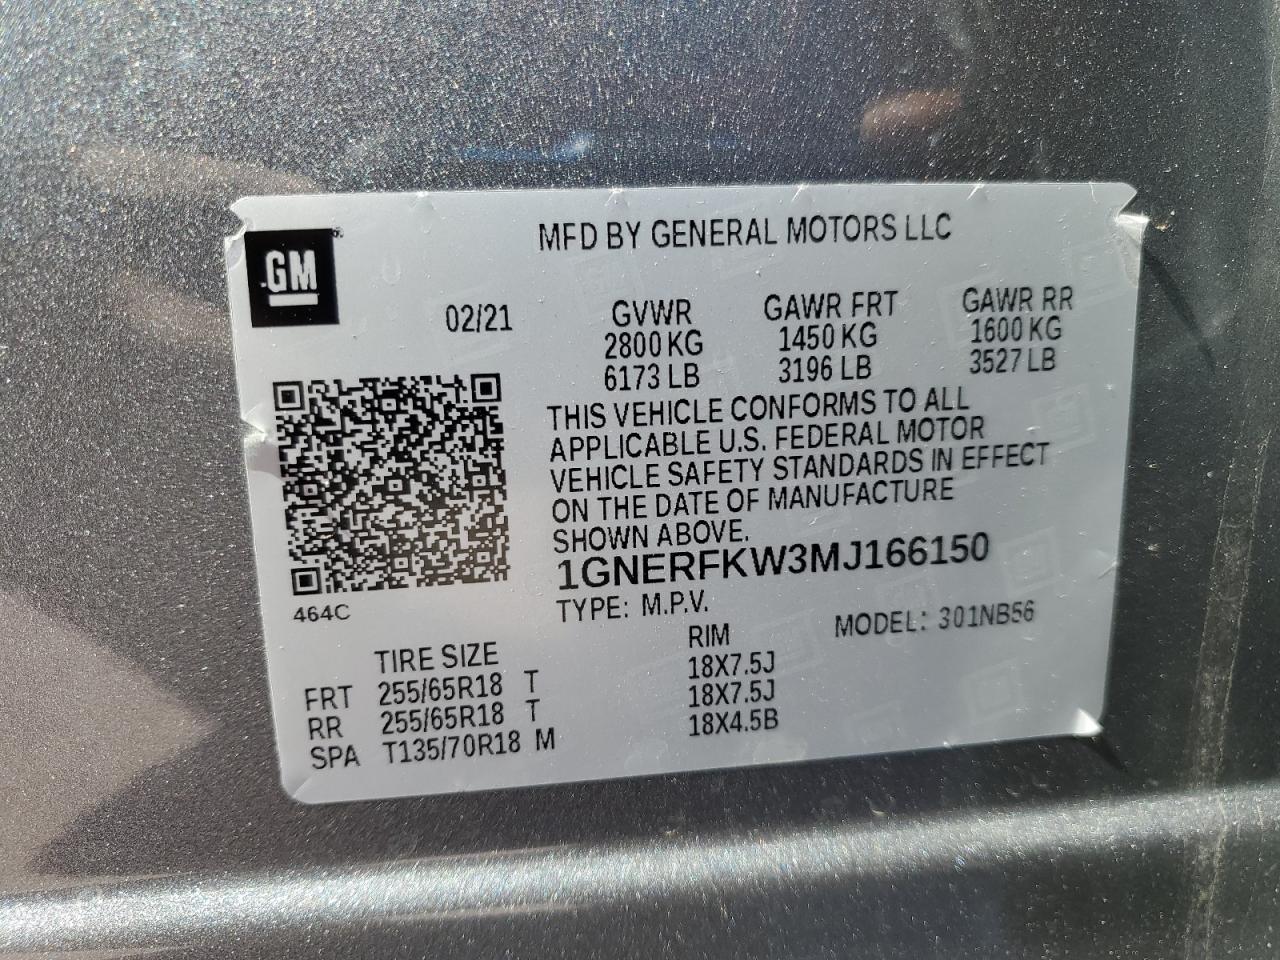 MFD BY GENERAL MOTORS LLC
GM
02/21 GVWR GAWR FRT GAWR RR
2800 KG 1450 KG 1600 KG
6173 LB 3196 LB 3527 LB
THIS VEHICLE CONFORMS TO ALL
APPLICABLE U.S. FEDERAL MOTOR
VEHICLE SAFETY STANDARDS IN EFFECT
ON THE DATE OF MANUFACTURE
SHOWN ABOVE.
1GNERFKW3MJ166150
464C
TYPE: M.P.V. MODEL: 301NB56
TIRE SIZE RIM
FRT 255/65R18 T 18X7.5J
RR 255/65R18 T 18X7.5J
SPA T135/70R18 M 18X4.5B